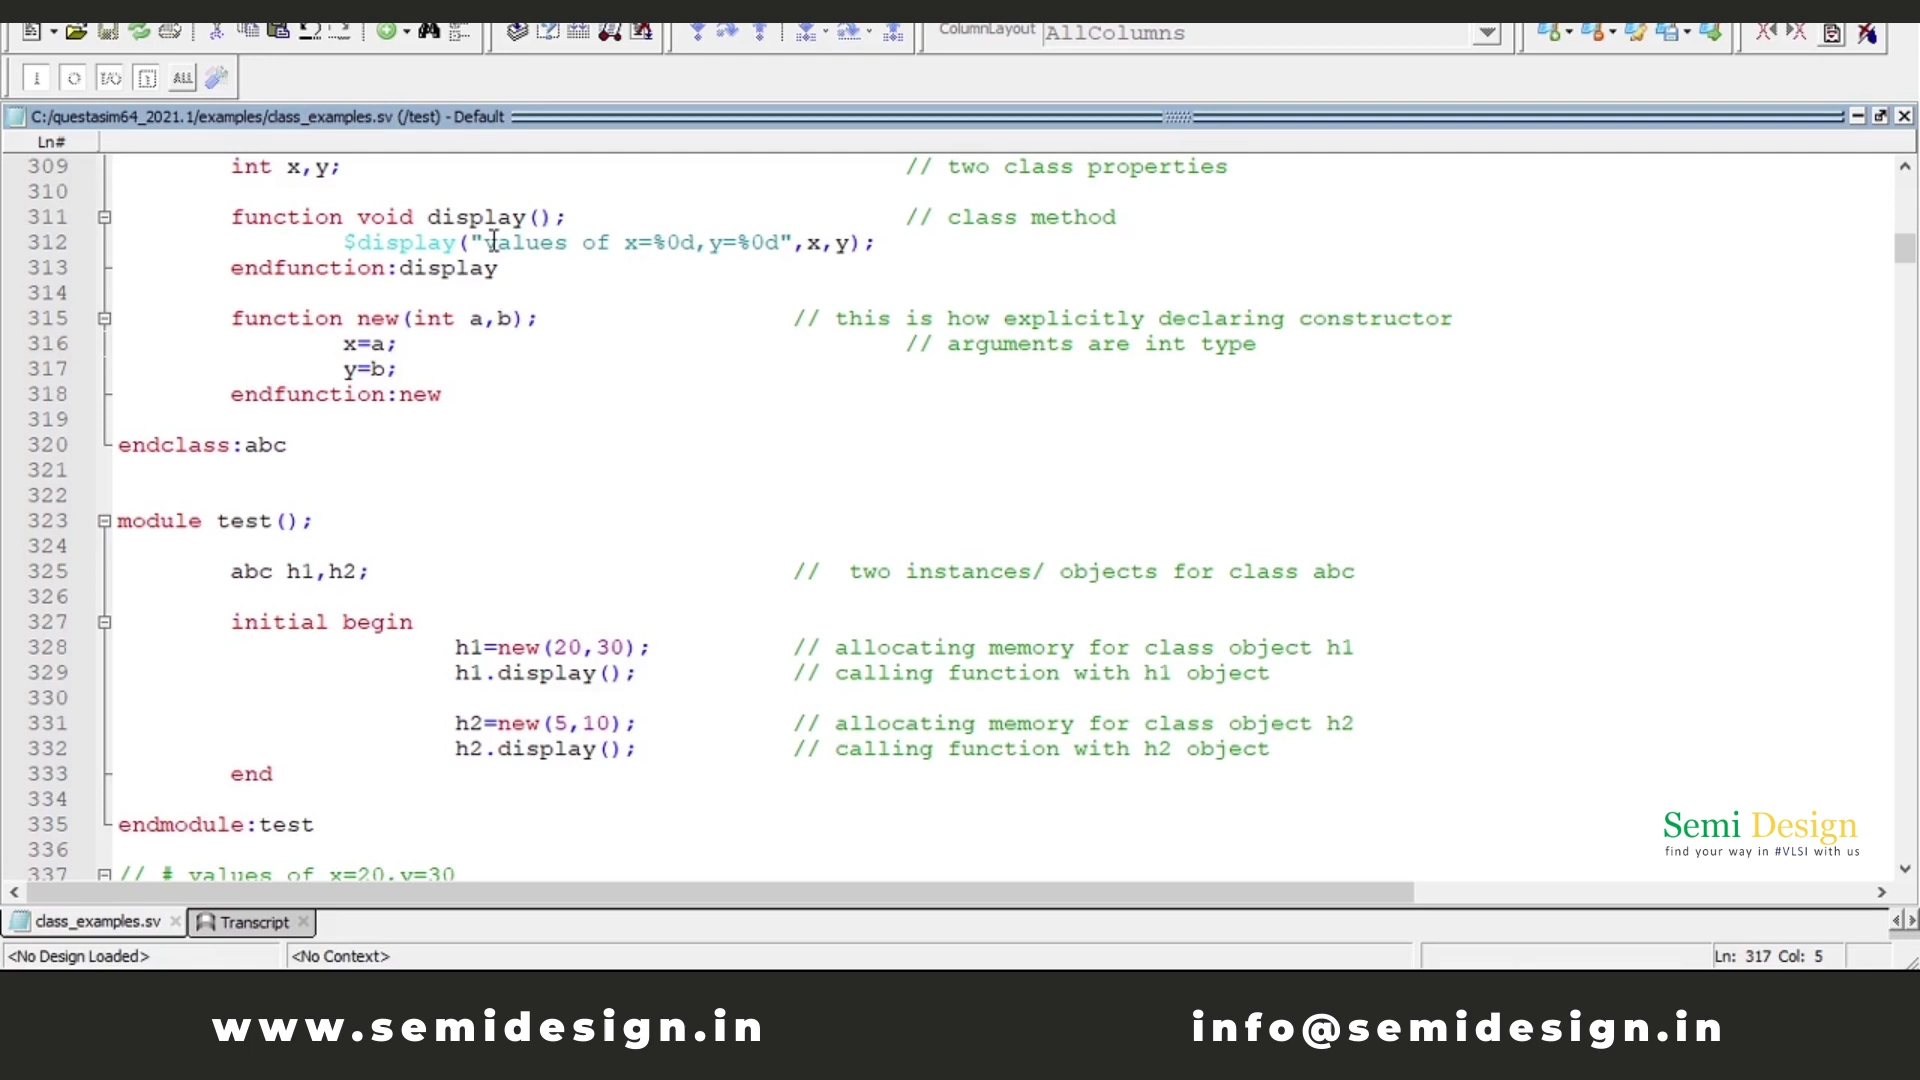 ColumnLayout AllColumns
ALL
C:/questasim64_2021.1/examples/class_examples.sv (/test) - Default
Ln#
309 int x,y; // two class properties
310
311 function void display(); // class method
312 $display("values of x=%0d,y=%0d",x,y);
313 endfunction:display
314
315 function new(int a,b); // this is how explicitly declaring constructor
316 x=a; // arguments are int type
317 y=b;
318 endfunction:new
319
320 endclass:abc
321
322
323 module test();
324
325 abc h1,h2; // two instances/ objects for class abc
326
327 initial begin
328 h1=new(20,30); // allocating memory for class object h1
329 h1.display(); // calling function with h1 object
330
331 h2=new(5,10); // allocating memory for class object h2
332 h2.display(); // calling function with h2 object
333 end
334
335 endmodule:test
336
337 // # values of x=20,y=30
Semi Design
find your way in #VLSI with us
class_examples.sv Transcript
<No Design Loaded> <No Context> Ln: 317 Col: 5
www.semidesign.in info@semidesign.in